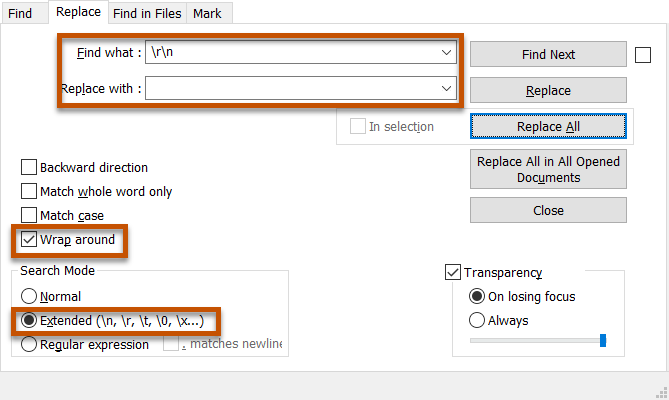 Find Replace Find in Files Mark
Find what : \r\n
Find Next
Replace with :
Replace
In selection
Replace All
Backward direction
Replace All in All Opened
Documents
Match whole word only
Match case
Close
Wrap around
Search Mode
Transparency
Normal
On losing focus
Extended (\n, \r, \t, \0, \x...)
Always
Regular expression
. matches newline